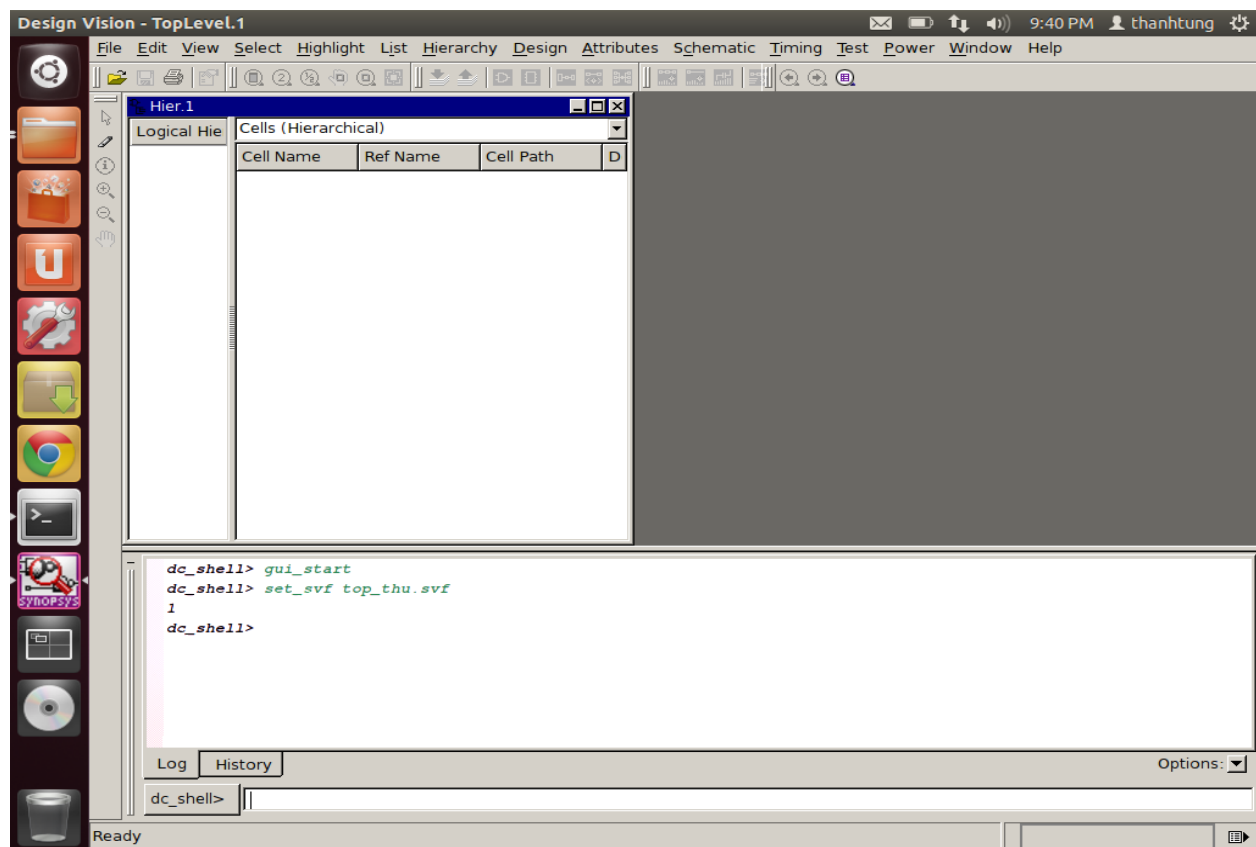 Design Vision - TopLevel.1
9:40 PM thanhtung
File Edit View Select Highlight List Hierarchy Design Attributes Schematic Timing Test Power Window Help
Hier.1
Logical Hie
Cells (Hierarchical)
Cell Name Ref Name Cell Path D
dc_shell> gui_start
dc_shell> set_svf top_thu.svf
1
dc_shell>
SYNOPSYS
Log History Options:
dc_shell>
Ready